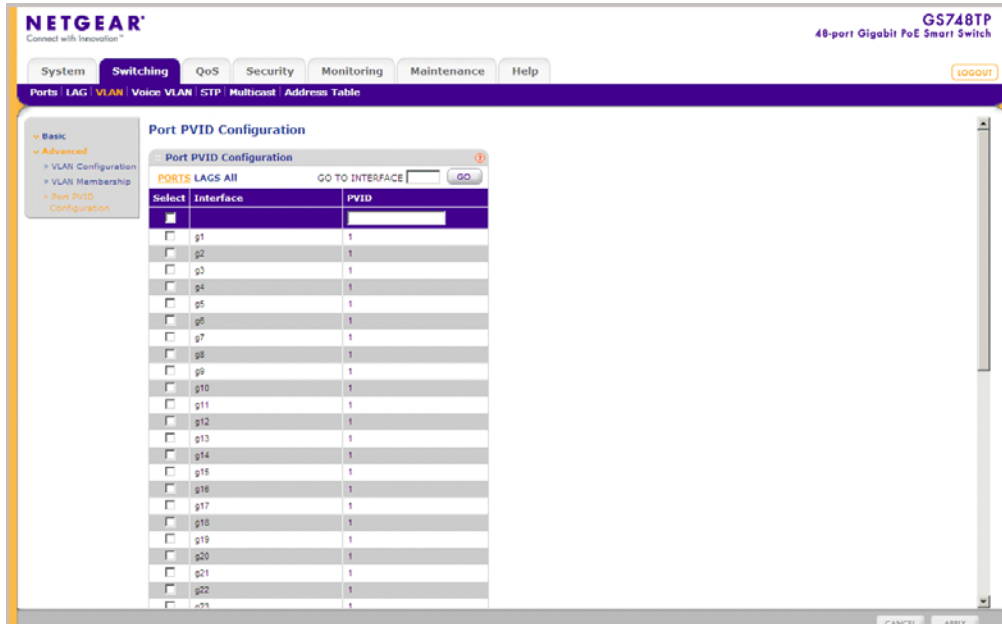 NETGEAR®
Connect with Innovation™
GS748TP
48-port Gigabit PoE Smart Switch
System Switching QoS Security Monitoring Maintenance Help
LOGOUT
Ports LAG VLAN Voice VLAN STP Multicast Address Table
Basic
Advanced
VLAN Configuration
VLAN Membership
Port PVID Configuration
Port PVID Configuration
Port PVID Configuration ?
PORTS LAGS All GO TO INTERFACE GO
Select Interface PVID
g1 1
g2 1
g3 1
g4 1
g5 1
g6 1
g7 1
g8 1
g9 1
g10 1
g11 1
g12 1
g13 1
g14 1
g15 1
g16 1
g17 1
g18 1
g19 1
g20 1
g21 1
g22 1
g23 1
CANCEL APPLY